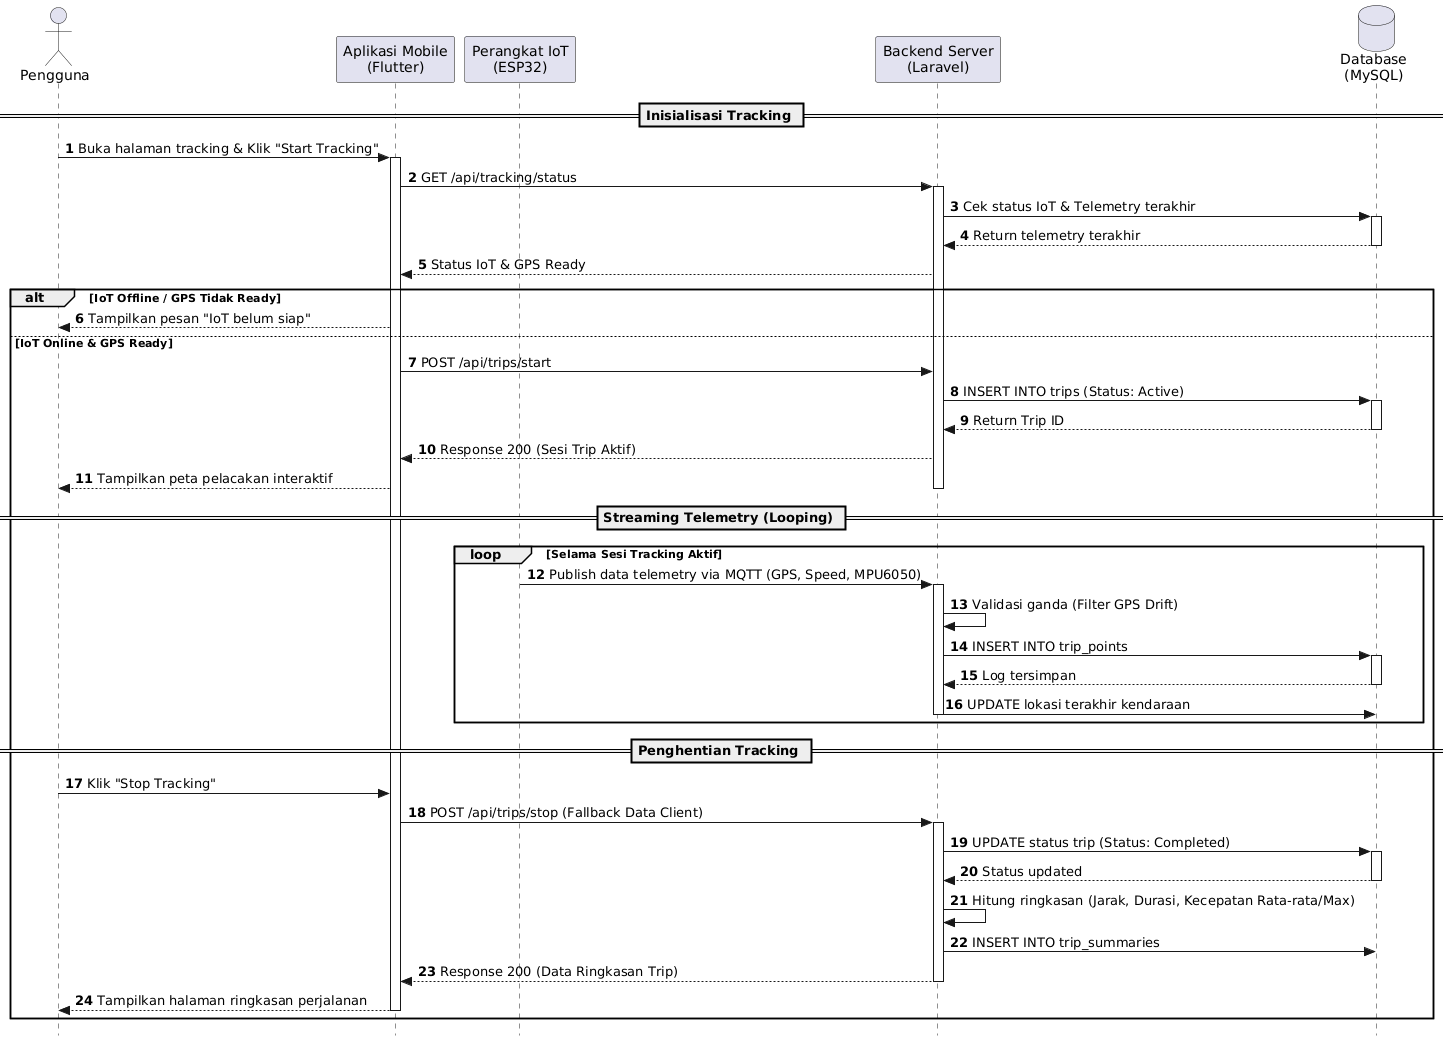 Pengguna
Aplikasi Mobile
(Flutter)
Perangkat IoT
(ESP32)
Backend Server
(Laravel)
Database
(MySQL)
Inisialisasi Tracking
1 Buka halaman tracking & Klik "Start Tracking"
2 GET /api/tracking/status
3 Cek status IoT & Telemetry terakhir
4 Return telemetry terakhir
5 Status IoT & GPS Ready
alt [IoT Offline / GPS Tidak Ready]
6 Tampilkan pesan "IoT belum siap"
[IoT Online & GPS Ready]
7 POST /api/trips/start
8 INSERT INTO trips (Status: Active)
9 Return Trip ID
10 Response 200 (Sesi Trip Aktif)
11 Tampilkan peta pelacakan interaktif
Streaming Telemetry (Looping)
loop [Selama Sesi Tracking Aktif]
12 Publish data telemetry via MQTT (GPS, Speed, MPU6050)
13 Validasi ganda (Filter GPS Drift)
14 INSERT INTO trip_points
15 Log tersimpan
16 UPDATE lokasi terakhir kendaraan
Penghentian Tracking
17 Klik "Stop Tracking"
18 POST /api/trips/stop (Fallback Data Client)
19 UPDATE status trip (Status: Completed)
20 Status updated
21 Hitung ringkasan (Jarak, Durasi, Kecepatan Rata-rata/Max)
22 INSERT INTO trip_summaries
23 Response 200 (Data Ringkasan Trip)
24 Tampilkan halaman ringkasan perjalanan